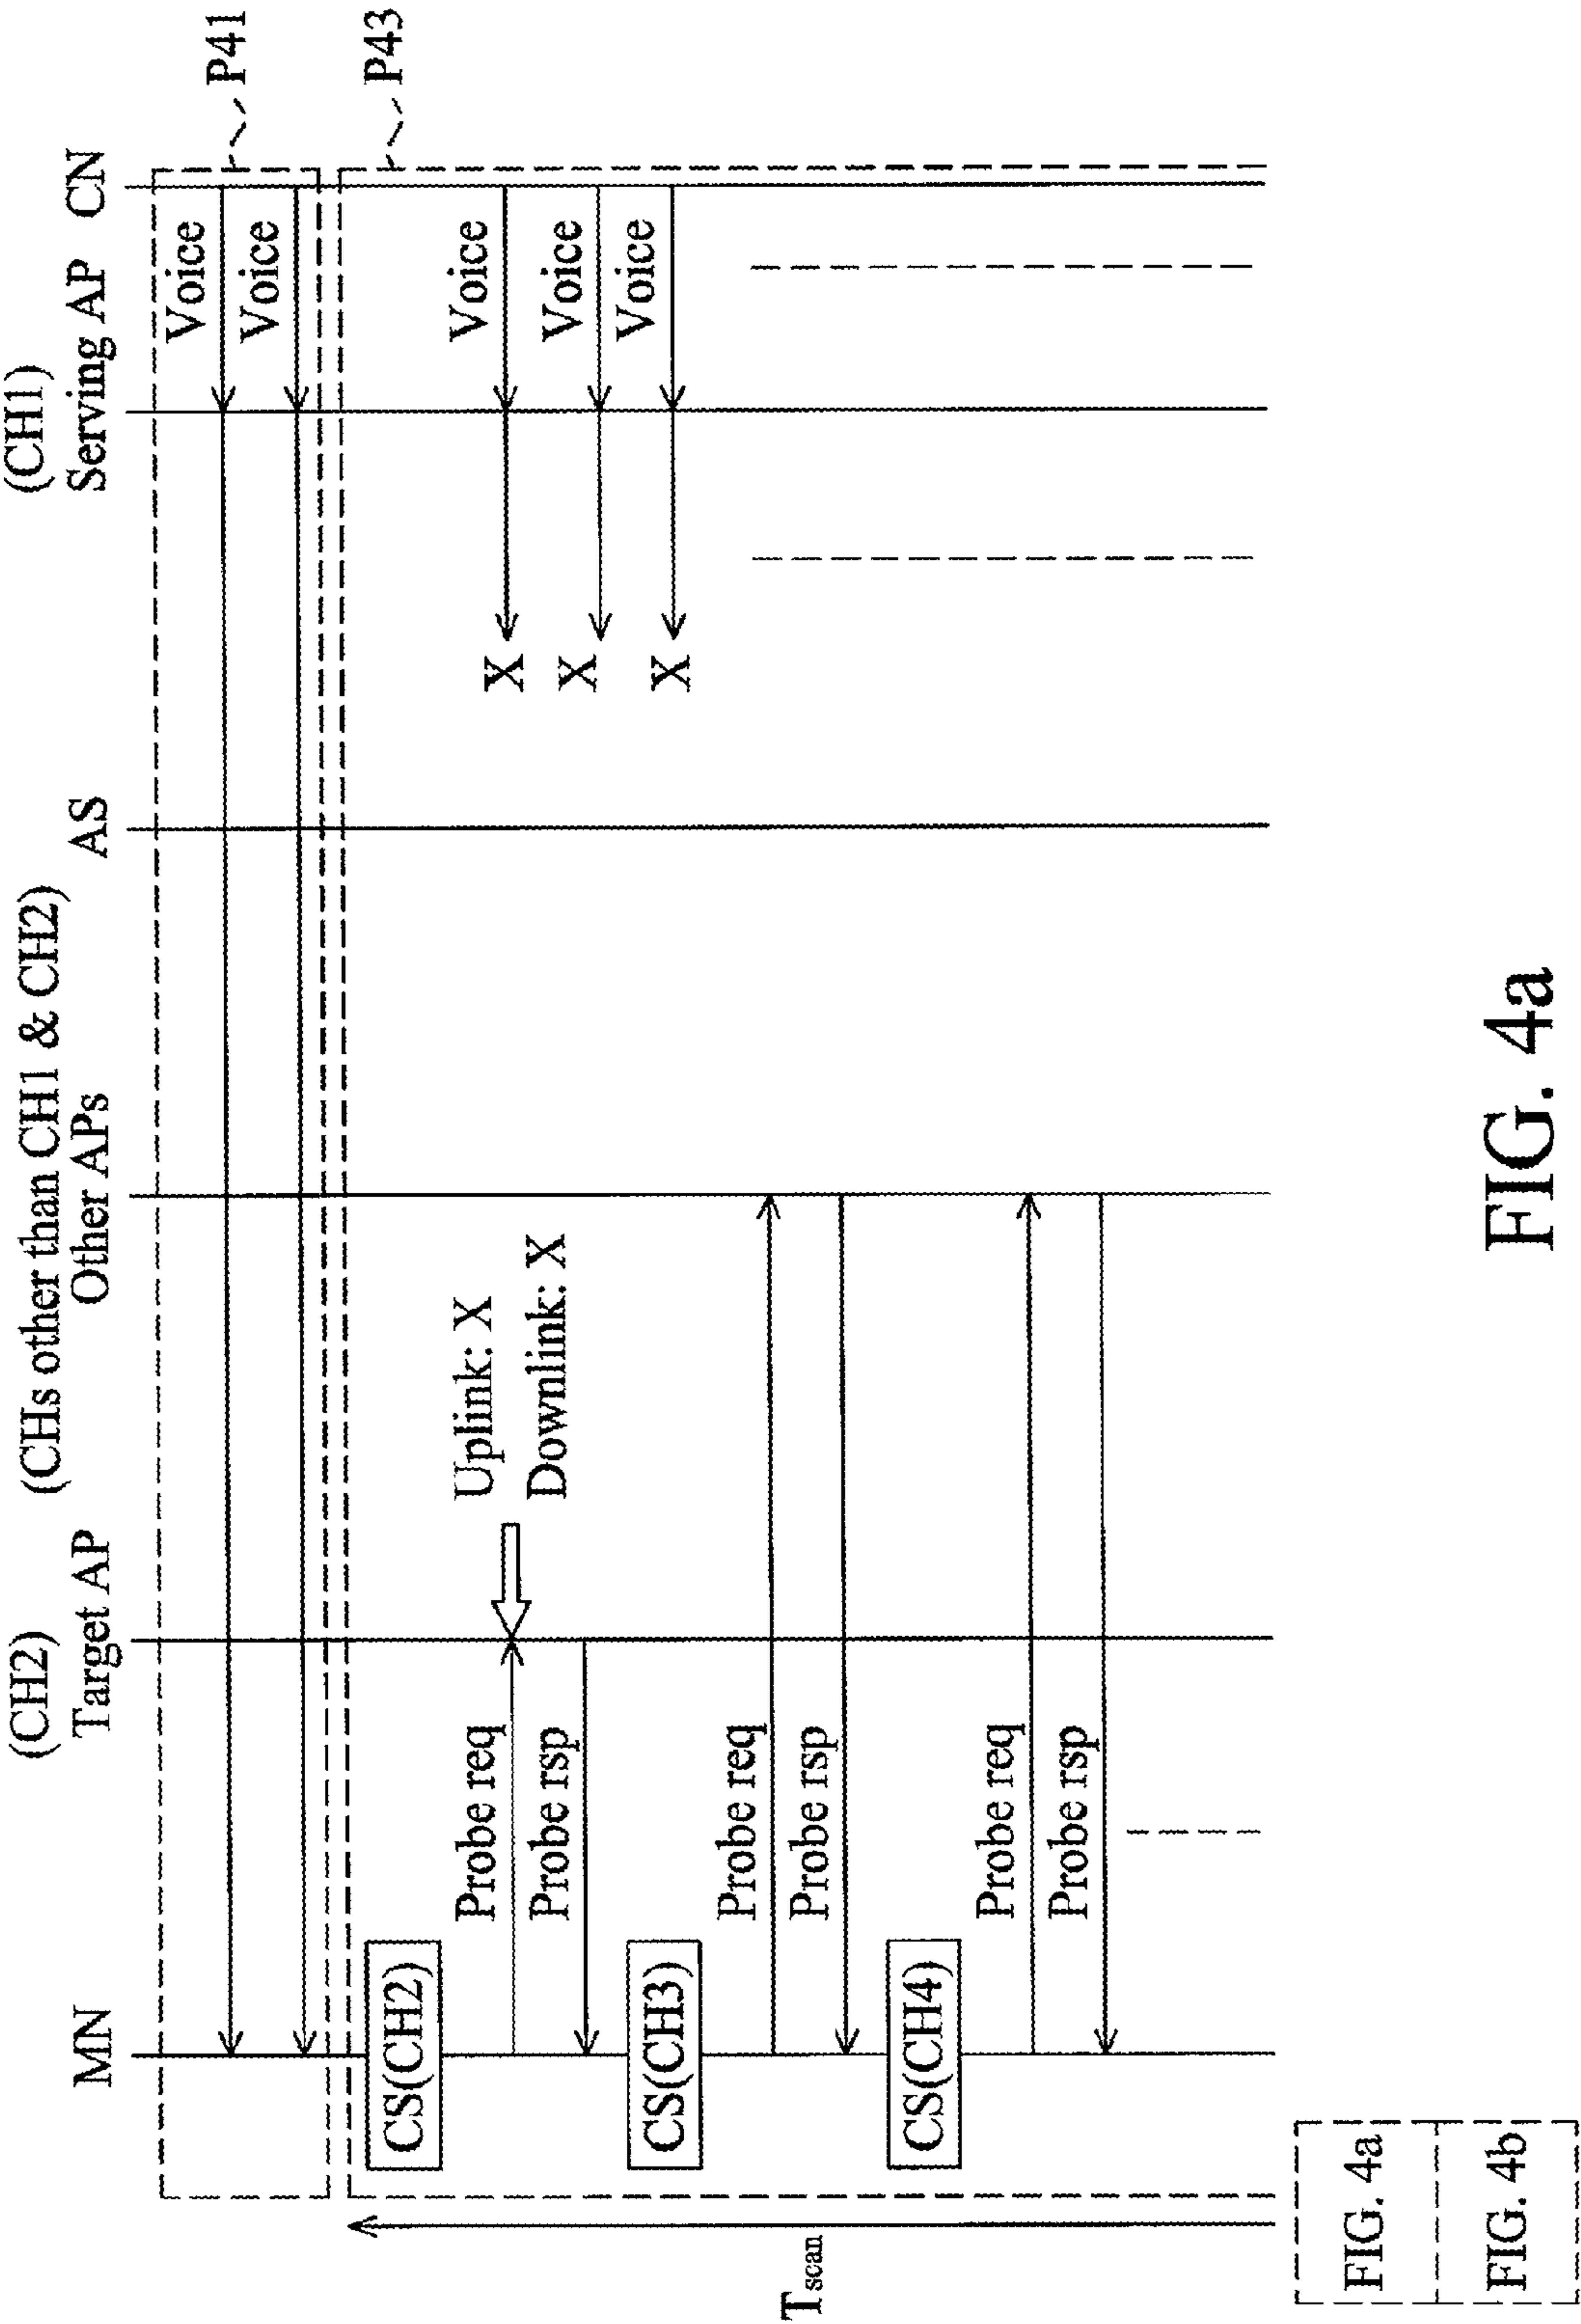 (CH2)
(CHs other than CH1 & CH2)
(CH1)
MN
Target AP
Other APs
AS
Serving AP
CN
Voice
P41
Voice
P43
CS(CH2)
Probe req
Uplink: X
X
Voice
Probe rsp
Downlink: X
X
Voice
CS(CH3)
X
Voice
Probe req
Probe rsp
CS(CH4)
Probe req
Probe rsp
Tscan
FIG. 4a
FIG. 4b
FIG. 4a